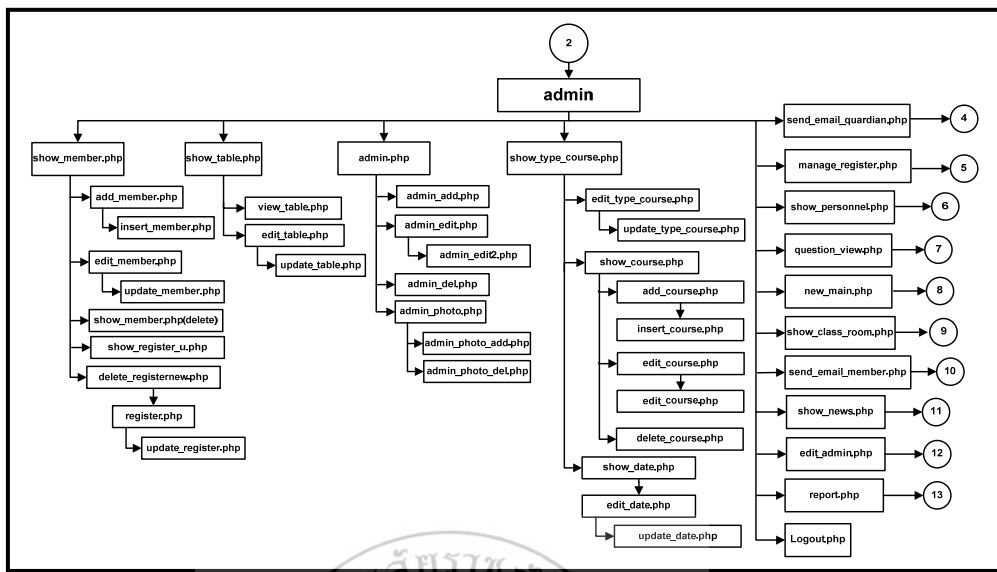 2
admin
show_member.php
add_member.php
insert_member.php
edit_member.php
update_member.php
show_member.php(delete)
show_register_u.php
delete_registernew.php
register.php
update_register.php
show_table.php
view_table.php
edit_table.php
update_table.php
admin.php
admin_add.php
admin_edit.php
admin_edit2.php
admin_del.php
admin_photo.php
admin_photo_add.php
admin_photo_del.php
show_type_course.php
edit_type_course.php
update_type_course.php
show_course.php
add_course.php
insert_course.php
edit_course.php
edit_course.php
delete_course.php
show_date.php
edit_date.php
update_date.php
send_email_quardian.php
4
manage_register.php
5
show_personnel.php
6
question_view.php
7
new_main.php
8
show_class_room.php
9
send_email_member.php
10
show_news.php
11
edit_admin.php
12
report.php
13
Logout.php